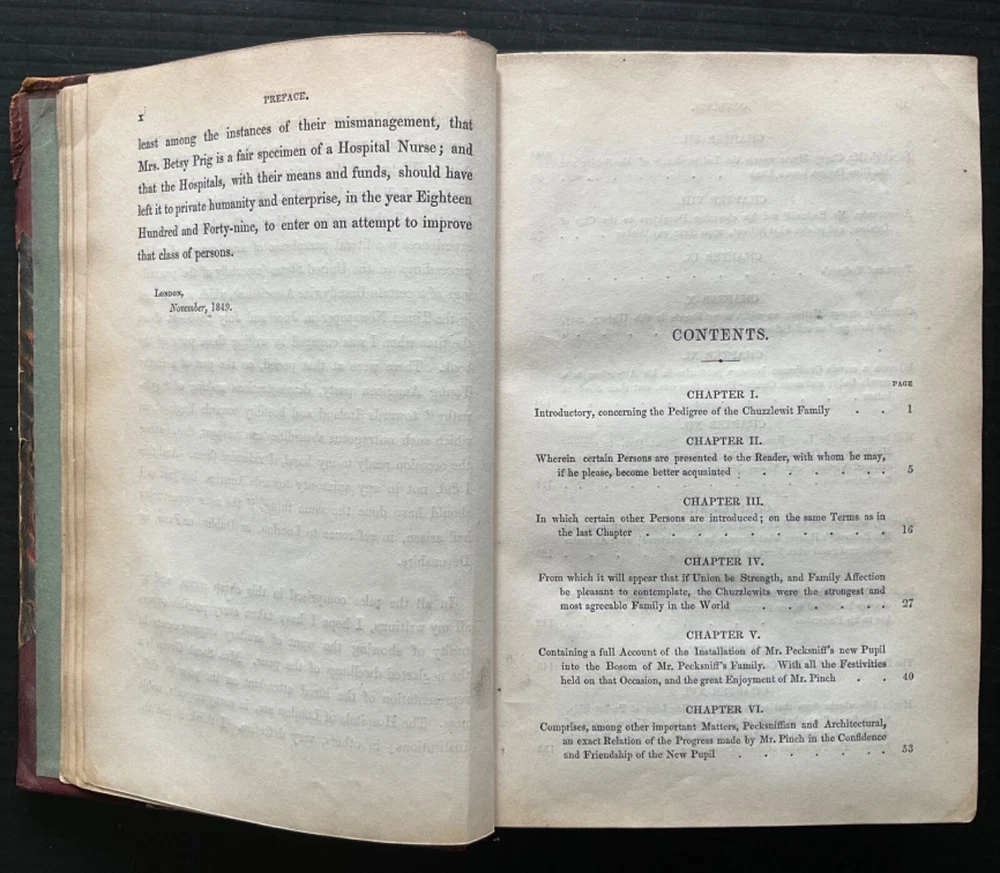 PREFACE.
x
least among the instances of their mismanagement, that
Mrs. Betsy Prig is a fair specimen of a Hospital Nurse; and
that the Hospitals, with their means and funds, should have
left it to private humanity and enterprise, in the year Eighteen
Hundred and Forty-nine, to enter on an attempt to improve
that class of persons.
London,
November, 1849.
CONTENTS.
PAGE
CHAPTER I.
Introductory, concerning the Pedigree of the Chuzzlewit Family . . 1
CHAPTER II.
Wherein certain Persons are presented to the Reader, with whom he may,
if he please, become better acquainted . . . . . . . 5
CHAPTER III.
In which certain other Persons are introduced; on the same Terms as in
the last Chapter . . . . . . . . . . 16
CHAPTER IV.
From which it will appear that if Union be Strength, and Family Affection
be pleasant to contemplate, the Chuzzlewits were the strongest and
most agreeable Family in the World . . . . . . 27
CHAPTER V.
Containing a full Account of the Installation of Mr. Pecksniff's new Pupil
into the Bosom of Mr. Pecksniff's Family. With all the Festivities
held on that Occasion, and the great Enjoyment of Mr. Pinch . . 40
CHAPTER VI.
Comprises, among other important Matters, Pecksniffian and Architectural,
an exact Relation of the Progress made by Mr. Pinch in the Confidence
and Friendship of the New Pupil . . . . . . . 53